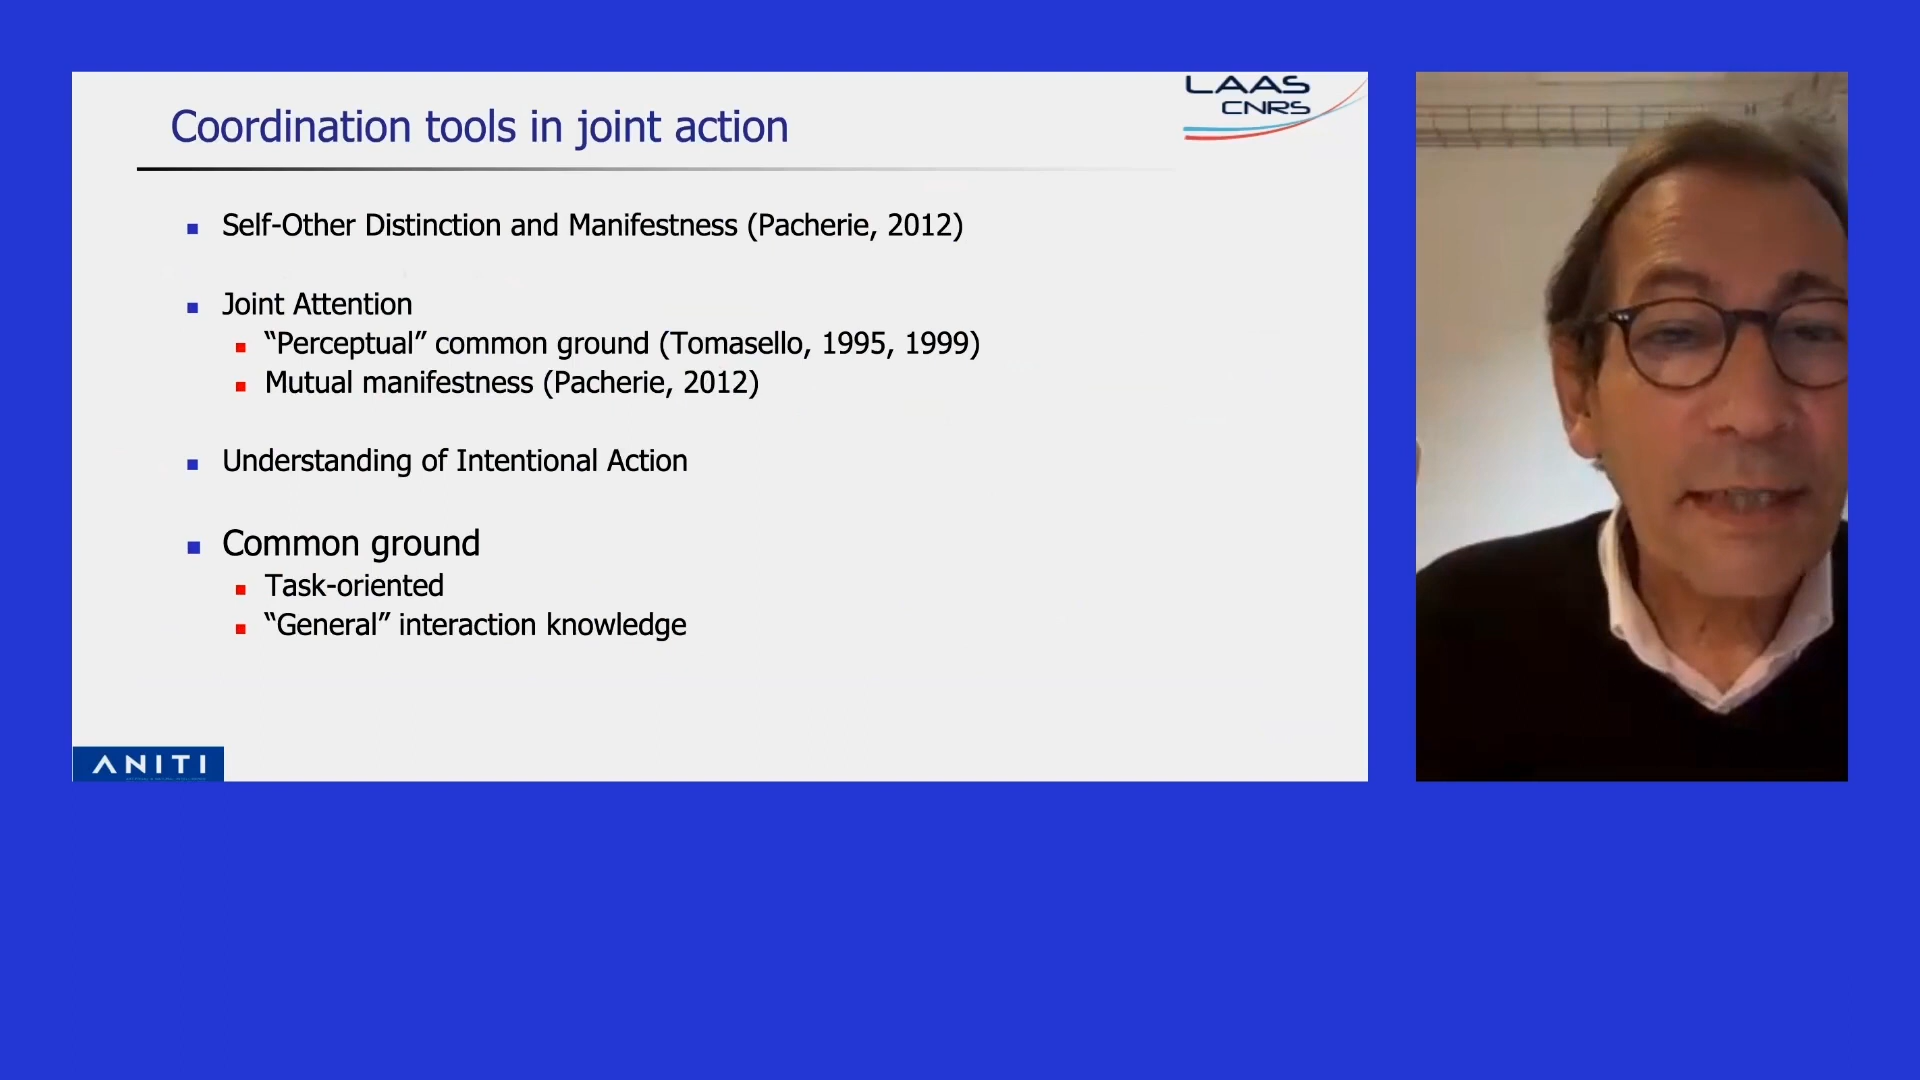 LAAS
CNRS
Coordination tools in joint action
Self-Other Distinction and Manifestness (Pacherie, 2012)
Joint Attention
“Perceptual” common ground (Tomasello, 1995, 1999)
Mutual manifestness (Pacherie, 2012)
Understanding of Intentional Action
Common ground
Task-oriented
“General” interaction knowledge
ANITI